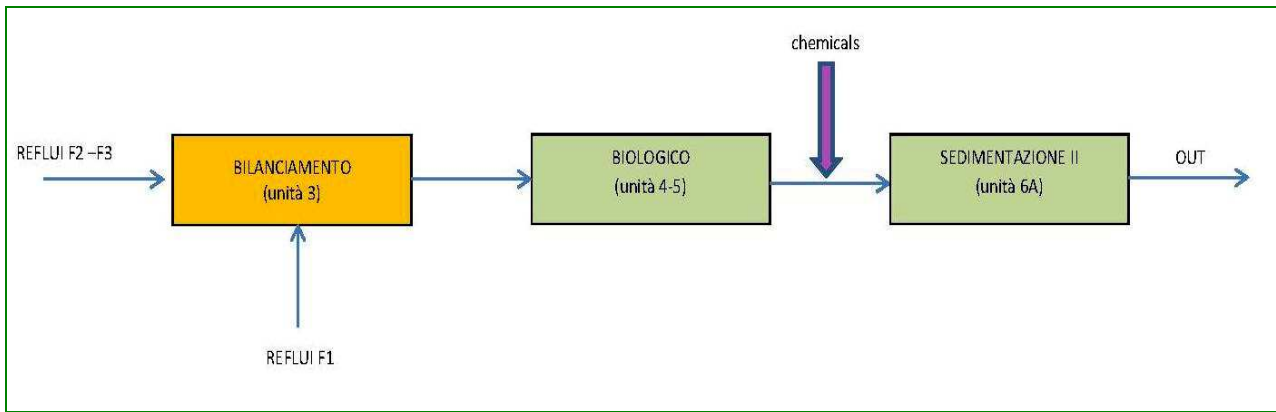 chemicals
REFLUI F2 –F3
BILANCIAMENTO
(unità 3)
BIOLOGICO
(unità 4-5)
SEDIMENTAZIONE II
(unità 6A)
OUT
REFLUI F1